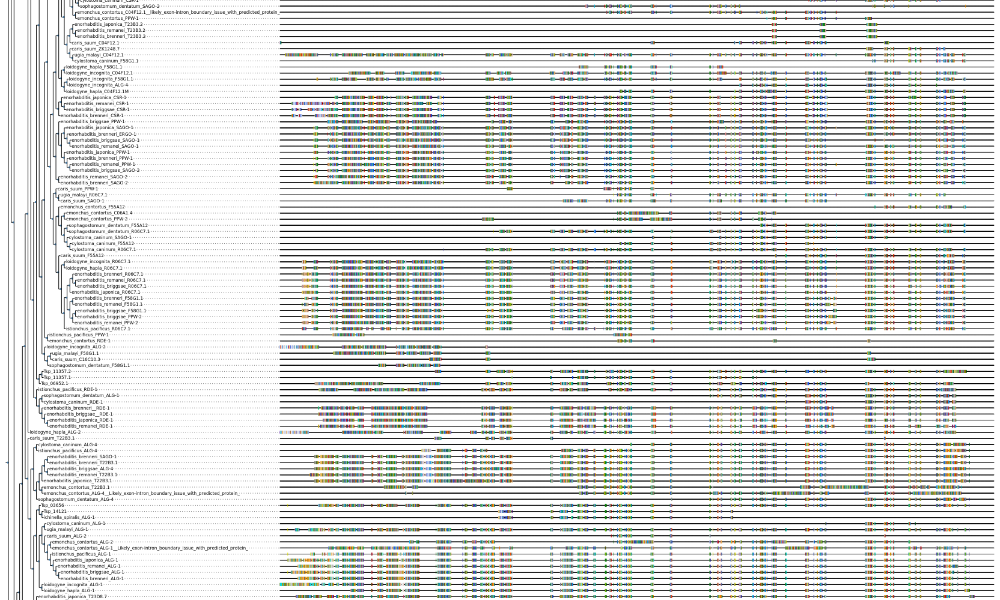 cylostoma_caninum_CSR-1
sophagostomum_dentatum_SAGO-2
emonchus_contortus_C04F12.1__likely_exon-intron_boundary_issue_with_predicted_protein_
emonchus_contortus_PPW-1
enorhabditis_japonica_T23B3.2
enorhabditis_remanei_T23B3.2
enorhabditis_brenneri_T23B3.2
caris_suum_C04F12.1
caris_suum_ZK1248.7
ugia_malayi_C04F12.1
cylostoma_caninum_F58G1.1
loidogyne_hapla_F58G1.1
loidogyne_incognita_C04F12.1
loidogyne_incognita_F58G1.1
loidogyne_incognita_ALG-4
loidogyne_hapla_C04F12.1M
enorhabditis_japonica_CSR-1
enorhabditis_remanei_CSR-1
enorhabditis_briggsae_CSR-1
enorhabditis_brenneri_CSR-1
enorhabditis_briggsae_PPW-1
enorhabditis_japonica_SAGO-1
enorhabditis_brenneri_ERGO-1
enorhabditis_briggsae_SAGO-1
enorhabditis_remanei_SAGO-1
enorhabditis_japonica_PPW-1
enorhabditis_brenneri_PPW-1
enorhabditis_remanei_PPW-1
enorhabditis_briggsae_SAGO-2
enorhabditis_remanei_SAGO-2
enorhabditis_brenneri_SAGO-2
caris_suum_PPW-1
ugia_malayi_R06C7.1
caris_suum_SAGO-1
emonchus_contortus_F55A12
emonchus_contortus_C06A1.4
emonchus_contortus_PPW-2
sophagostomum_dentatum_F55A12
sophagostomum_dentatum_R06C7.1
cylostoma_caninum_SAGO-1
cylostoma_caninum_F55A12
cylostoma_caninum_R06C7.1
caris_suum_F55A12
loidogyne_incognita_R06C7.1
loidogyne_hapla_R06C7.1
enorhabditis_brenneri_R06C7.1
enorhabditis_remanei_R06C7.1
enorhabditis_briggsae_R06C7.1
enorhabditis_japonica_R06C7.1
enorhabditis_brenneri_F58G1.1
enorhabditis_remanei_F58G1.1
enorhabditis_briggsae_F58G1.1
enorhabditis_briggsae_PPW-2
enorhabditis_remanei_PPW-2
istionchus_pacificus_R06C7.1
istionchus_pacificus_PPW-1
emonchus_contortus_RDE-1
loidogyne_incognita_ALG-2
ugia_malayi_F58G1.1
caris_suum_C16C10.3
sophagostomum_dentatum_F58G1.1
Tsp_11357.2
Tsp_11357.1
Tsp_06952.1
istionchus_pacificus_RDE-1
sophagostomum_dentatum_ALG-1
cylostoma_caninum_RDE-1
enorhabditis_brenneri__RDE-1
enorhabditis_briggsae__RDE-1
enorhabditis_japonica_RDE-1
enorhabditis_remanei_RDE-1
loidogyne_hapla_ALG-2
caris_suum_T22B3.1
cylostoma_caninum_ALG-4
istionchus_pacificus_ALG-4
enorhabditis_brenneri_SAGO-1
enorhabditis_brenneri_T22B3.1
enorhabditis_briggsae_ALG-4
enorhabditis_remanei_T22B3.1
enorhabditis_japonica_T22B3.1
emonchus_contortus_T22B3.1
emonchus_contortus_ALG-4__Likely_exon-intron_boundary_issue_with_predicted_protein_
sophagostomum_dentatum_ALG-4
Tsp_03656
Tsp_14121
ichinella_spiralis_ALG-1
cylostoma_caninum_ALG-1
ugia_malayi_ALG-1
caris_suum_ALG-2
emonchus_contortus_ALG-2
emonchus_contortus_ALG-1__Likely_exon-intron_boundary_issue_with_predicted_protein_
istionchus_pacificus_ALG-1
enorhabditis_japonica_ALG-1
enorhabditis_remanei_ALG-1
enorhabditis_briggsae_ALG-1
enorhabditis_brenneri_ALG-1
loidogyne_incognita_ALG-1
loidogyne_hapla_ALG-1
enorhabditis_japonica_T23D8.7